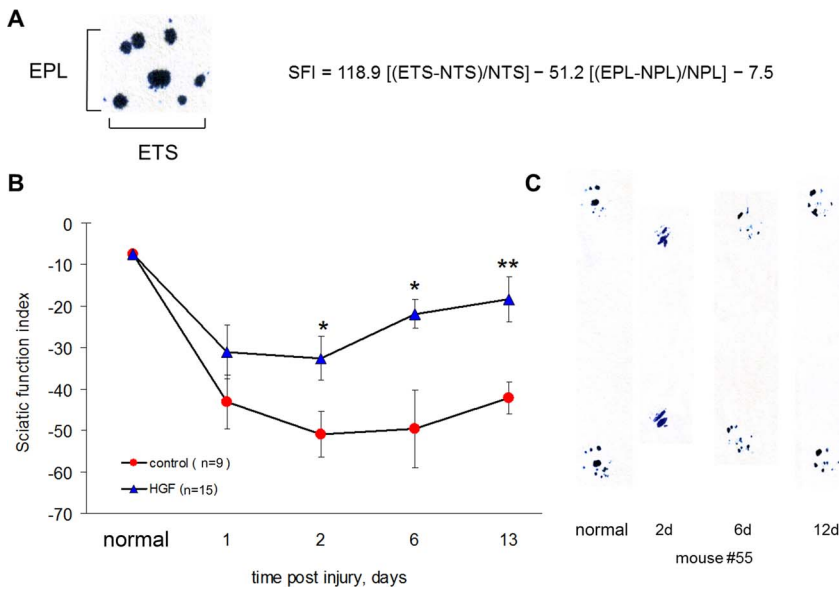 A
EPL
ETS
SFI = 118.9 [(ETS-NTS)/NTS] − 51.2 [(EPL-NPL)/NPL] − 7.5
B
Sciatic function index
0
-10
-20
-30
-40
-50
-60
-70
*
*
**
control ( n=9 )
HGF (n=15)
normal 1 2 6 13
time post injury, days
C
normal 2d 6d 12d
mouse #55